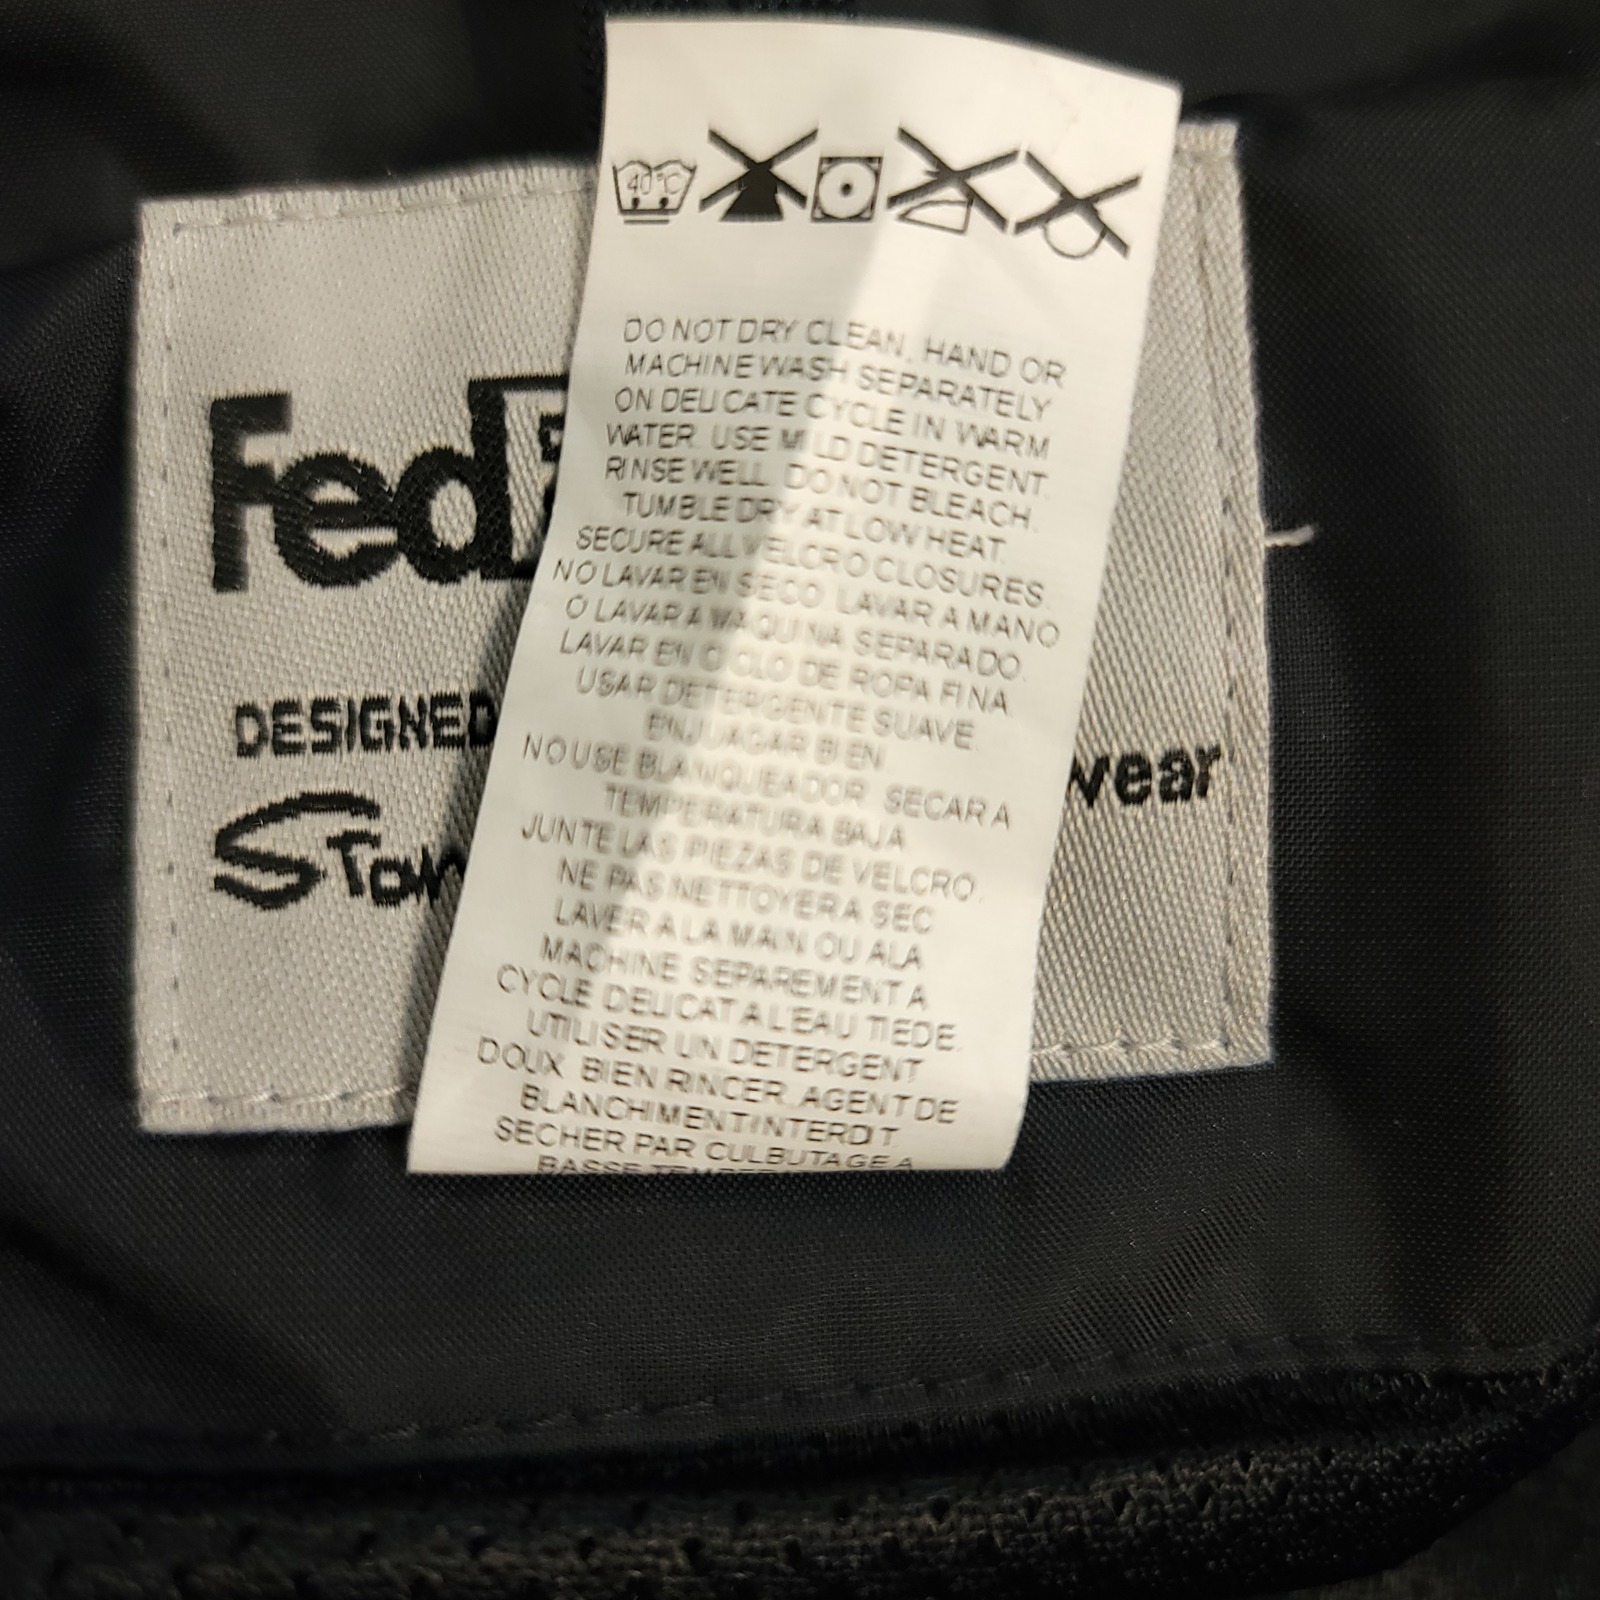 40°C
DO NOT DRY CLEAN. HAND OR
MACHINE WASH SEPARATELY
ON DELICATE CYCLE IN WARM
WATER. USE MILD DETERGENT.
RINSE WELL. DO NOT BLEACH.
TUMBLE DRY AT LOW HEAT.
SECURE ALL VELCRO CLOSURES.
NO LAVAR EN SECO. LAVAR A MANO
O LAVAR A MAQUINA SEPARADO.
LAVAR EN CICLO DE ROPA FINA.
USAR DETERGENTE SUAVE.
ENJUAGAR BIEN.
NO USE BLANQUEADOR. SECAR A
TEMPERATURA BAJA.
JUNTE LAS PIEZAS DE VELCRO.
NE PAS NETTOYER A SEC
LAVER A LA MAIN OU A LA
MACHINE SEPAREMENT A
CYCLE DELICAT A L'EAU TIEDE.
UTILISER UN DETERGENT
DOUX. BIEN RINCER. AGENT DE
BLANCHIMENT INTERDIT.
SECHER PAR CULBUTAGE A
BASSE
FedE
DESIGNED
wear
Stan